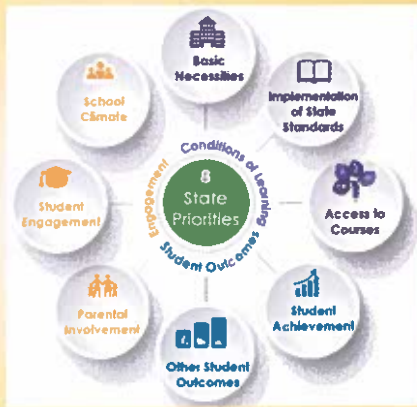 Basic
Necessities
Implementation
of State
Standards
Access to
Courses
Student
Achievement
Other Student
Outcomes
Parental
Involvement
Student
Engagement
School
Climate
8
State
Priorities
Conditions of Learning
Student Outcomes
Engagement